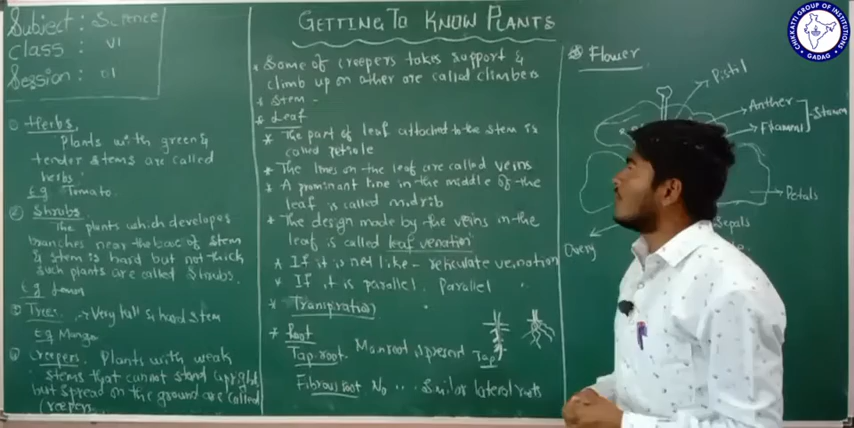 Subject: Science
Class : VI
Session: 01
GETTING TO KNOW PLANTS
① Herbs,
Plants with green &
tender stems are called
herbs.
Eg Tomato.
② Shrubs.
The plants which developes
branches near the base of stem
& stem is hard but not thick
such plants are called Shrubs.
Eg Lemon
③ Trees :- Very tall & hard stem
Eg Mango
④ Creepers. Plants with weak
stems that cannot stand upright
but spread on the ground are called
Creepers.
* Some of creepers takes support &
climb up on other are called climbers
* Stem -
* Leaf
* The part of leaf attached to the stem is
called petiole
* The lines on the leaf are called veins
* A prominant line in the middle of the
leaf is called midrib
* The design made by the veins in the
leaf is called leaf venation
* If it is net like - reticulate venation
* If it is parallel. Parallel "
* Transpiration
* Root
Tap root. Main root is present Tap
Fibrous root. No ... Similar lateral roots
Flower
Pistil
Anther
Filament
Stamen
Petals
Sepals
Ovary
CHIKKATTI GROUP OF INSTITUTIONS
GADAG